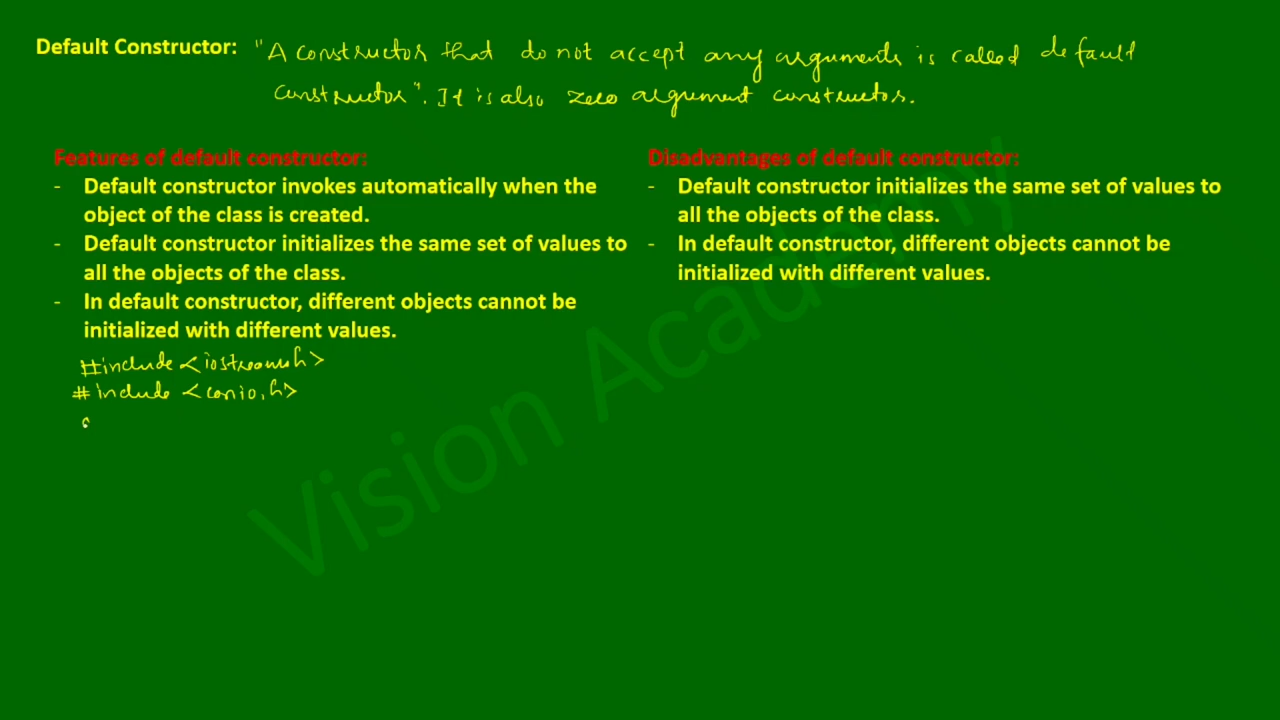 Default Constructor: "A constructor that do not accept any arguments is called default
constructor". It is also zero argument constructor.
Features of default constructor:
- Default constructor invokes automatically when the
object of the class is created.
- Default constructor initializes the same set of values to
all the objects of the class.
- In default constructor, different objects cannot be
initialized with different values.
#include <iostream.h>
#include <conio.h>
c
Disadvantages of default constructor:
- Default constructor initializes the same set of values to
all the objects of the class.
- In default constructor, different objects cannot be
initialized with different values.
Vision Academy